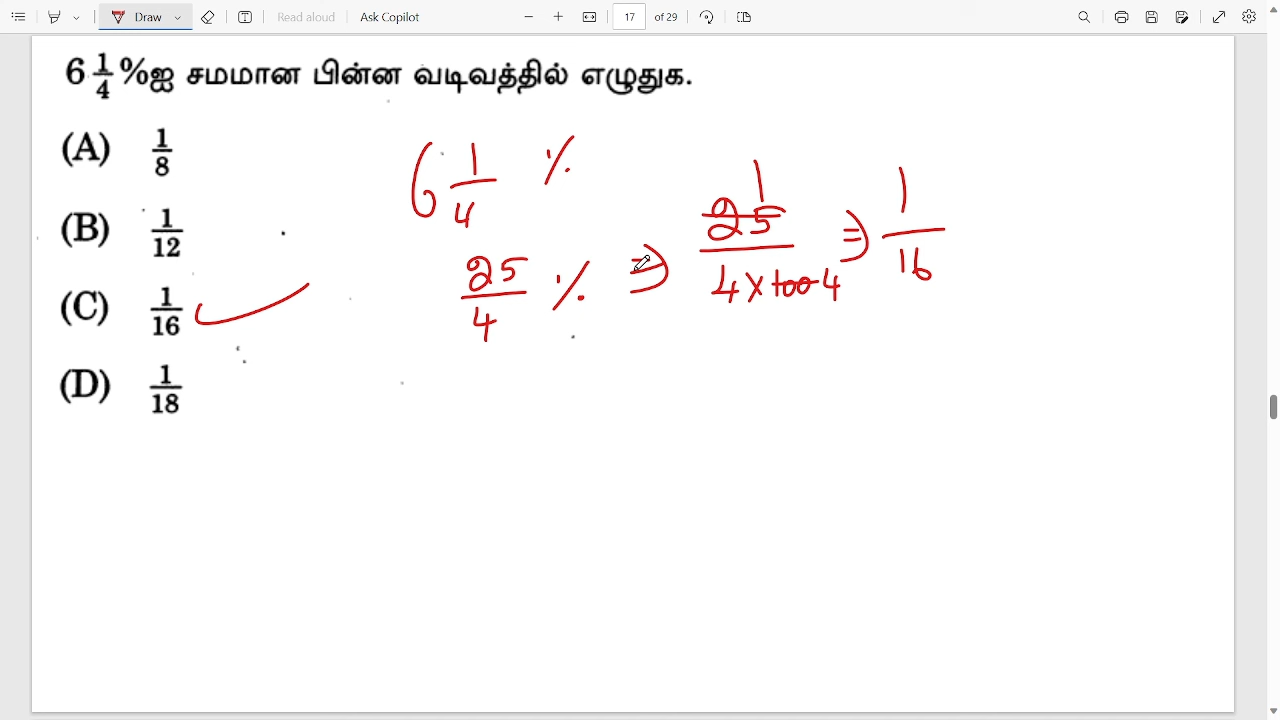 Draw
Read aloud
Ask Copilot
17 of 29
6 1/4 %ஐ சமமான பின்ன வடிவத்தில் எழுதுக.
(A) 1/8
(B) 1/12
(C) 1/16
(D) 1/18
6 1/4 %
25/4 % ⇒ 25/4×100 1 4 ⇒ 1/16